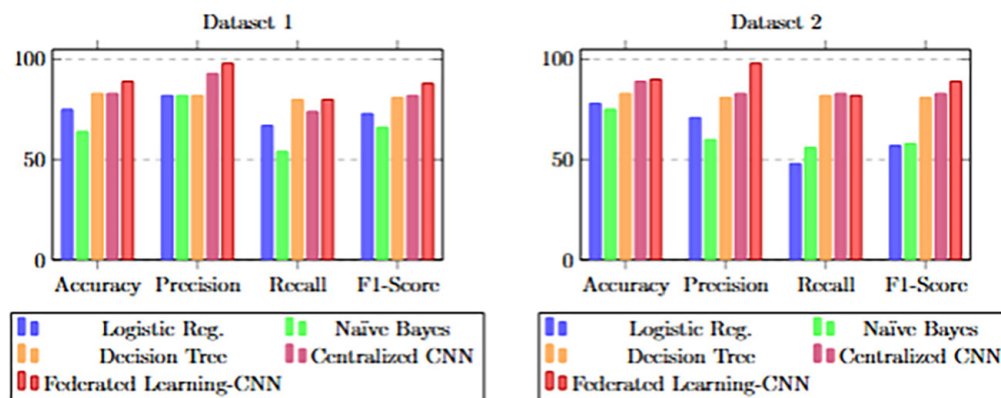 Dataset 1
100
50
0
Accuracy Precision Recall F1-Score
Logistic Reg. Naïve Bayes
Decision Tree Centralized CNN
Federated Learning-CNN
Dataset 2
100
50
0
Accuracy Precision Recall F1-Score
Logistic Reg. Naïve Bayes
Decision Tree Centralized CNN
Federated Learning-CNN